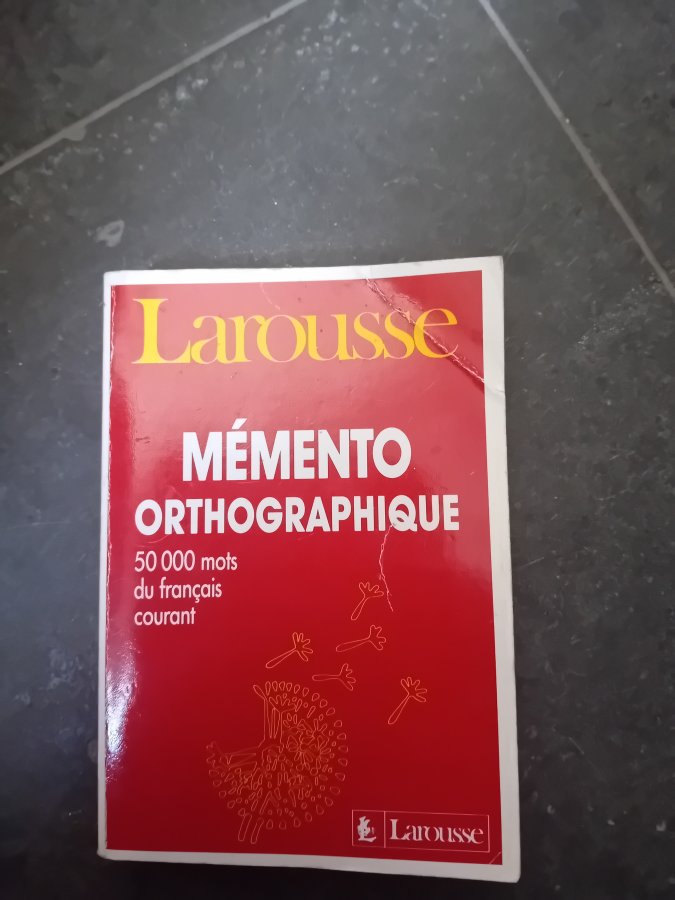 Larousse
MÉMENTO
ORTHOGRAPHIQUE
50 000 mots
du français
courant
Larousse